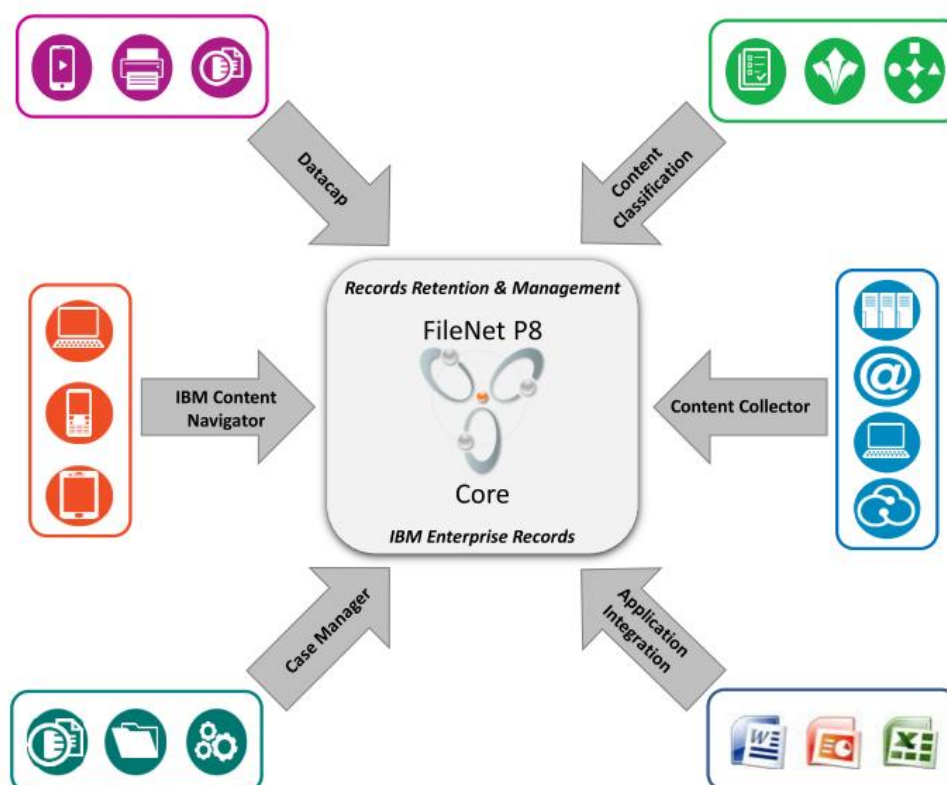 Datacap
Content
Classification
Records Retention & Management
FileNet P8
IBM Content
Navigator
Content Collector
@
Core
IBM Enterprise Records
Case Manager
Application
Integration
W
X